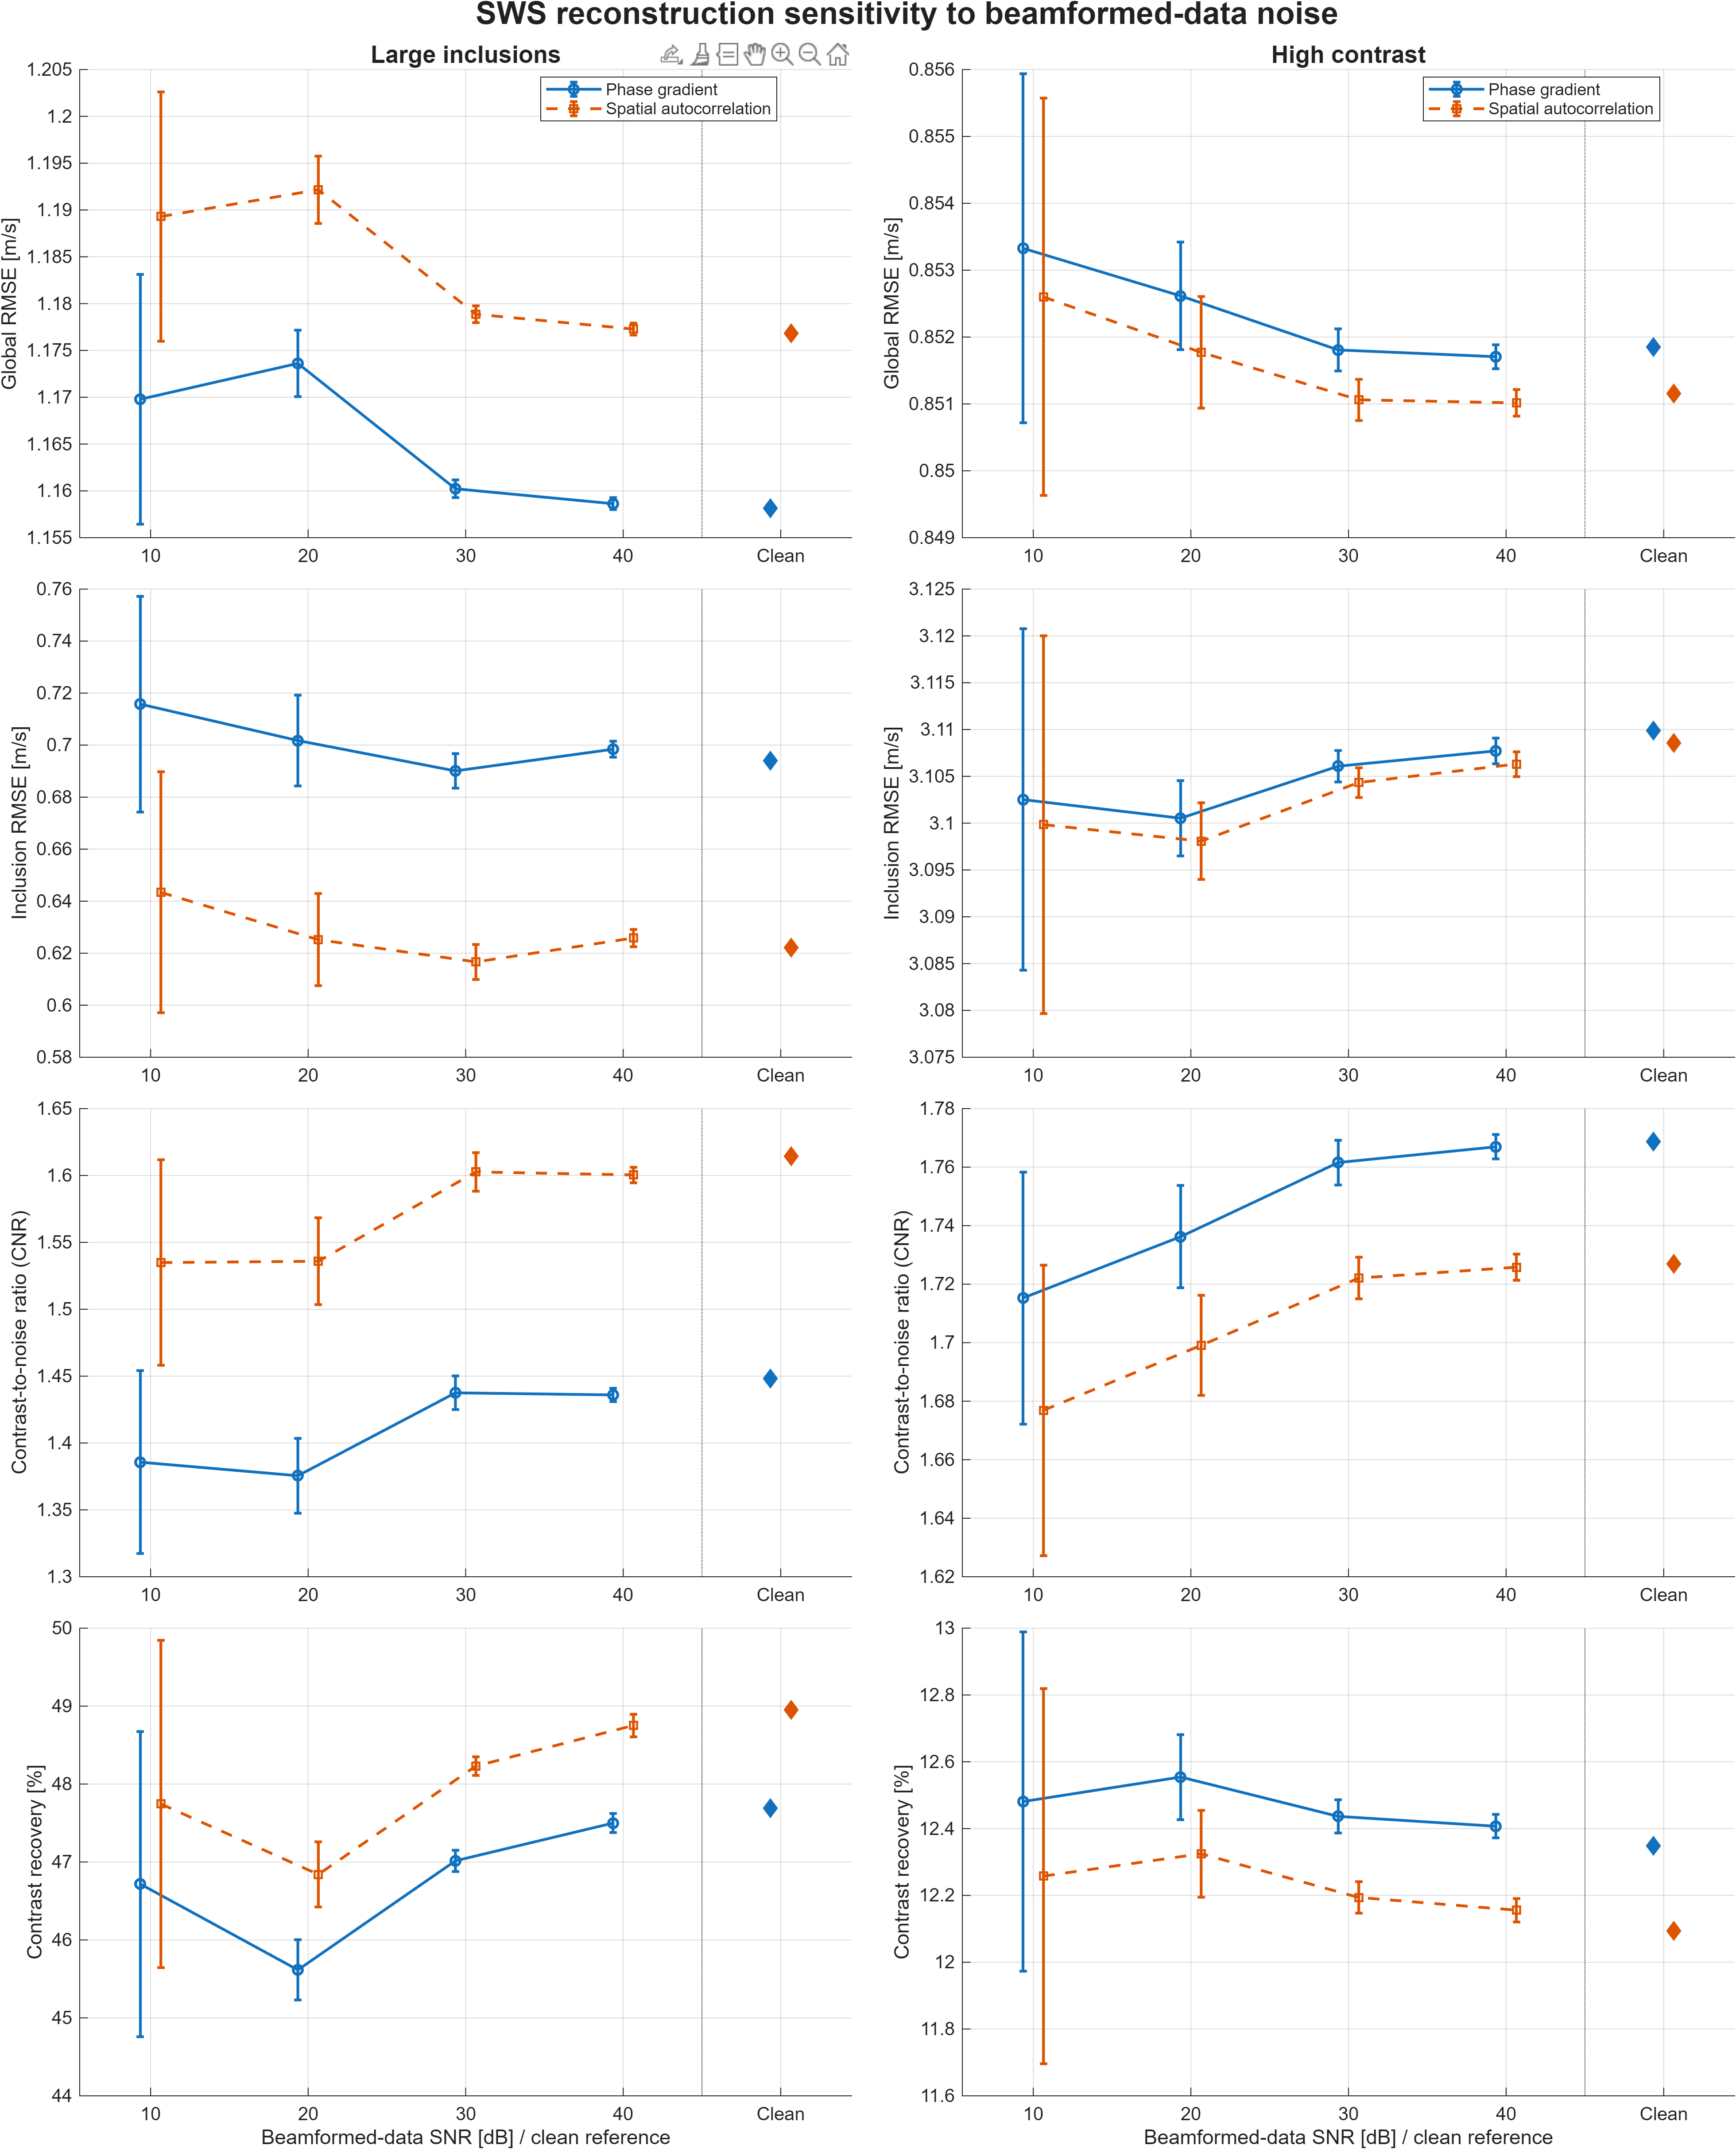 SWS reconstruction sensitivity to beamformed-data noise
Large inclusions
Phase gradient
Spatial autocorrelation
Global RMSE [m/s]
1.205
1.2
1.195
1.19
1.185
1.18
1.175
1.17
1.165
1.16
1.155
10 20 30 40 Clean
High contrast
Phase gradient
Spatial autocorrelation
Global RMSE [m/s]
0.856
0.855
0.854
0.853
0.852
0.851
0.85
0.849
10 20 30 40 Clean
Inclusion RMSE [m/s]
0.76
0.74
0.72
0.7
0.68
0.66
0.64
0.62
0.6
0.58
10 20 30 40 Clean
Inclusion RMSE [m/s]
3.125
3.12
3.115
3.11
3.105
3.1
3.095
3.09
3.085
3.08
3.075
10 20 30 40 Clean
Contrast-to-noise ratio (CNR)
1.65
1.6
1.55
1.5
1.45
1.4
1.35
1.3
10 20 30 40 Clean
Contrast-to-noise ratio (CNR)
1.78
1.76
1.74
1.72
1.7
1.68
1.66
1.64
1.62
10 20 30 40 Clean
Contrast recovery [%]
50
49
48
47
46
45
44
10 20 30 40 Clean
Beamformed-data SNR [dB] / clean reference
Contrast recovery [%]
13
12.8
12.6
12.4
12.2
12
11.8
11.6
10 20 30 40 Clean
Beamformed-data SNR [dB] / clean reference